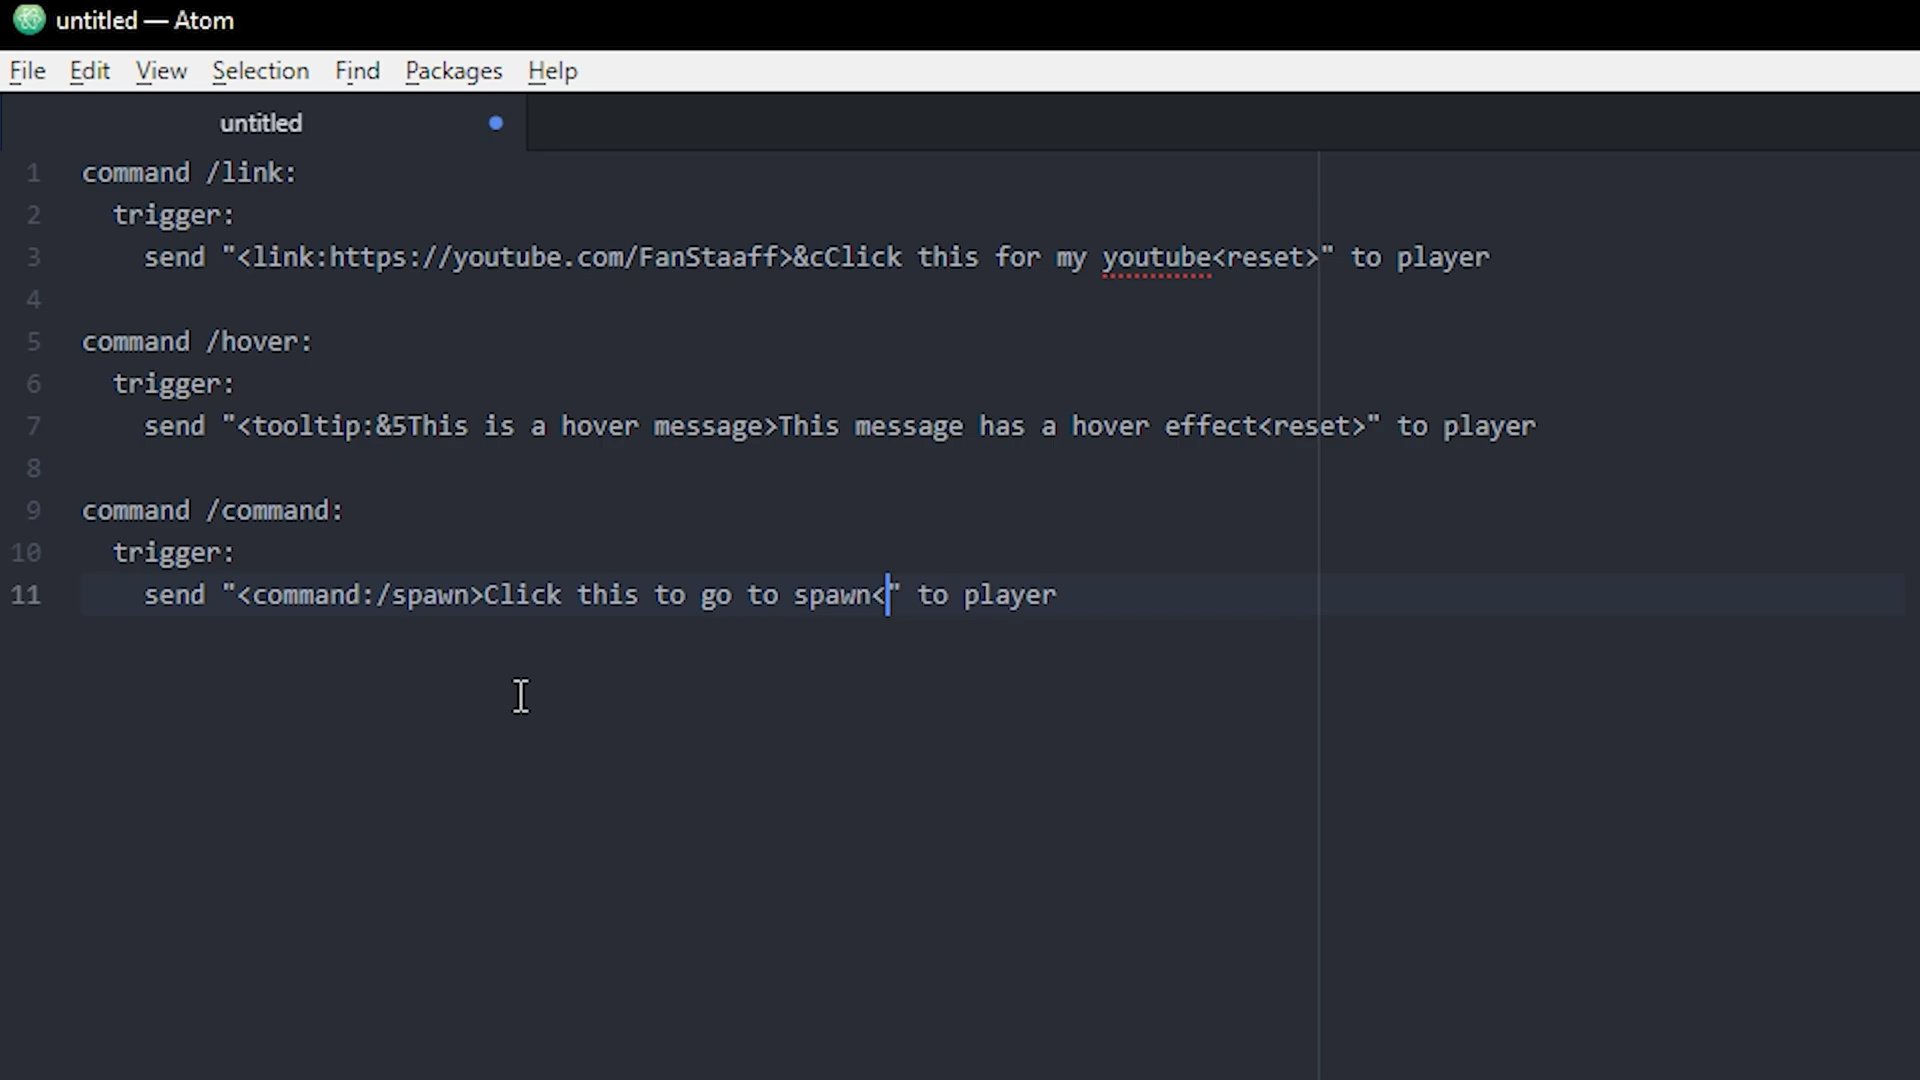 untitled — Atom
File Edit View Selection Find Packages Help
untitled
1 command /link:
2 trigger:
3 send "<link:https://youtube.com/FanStaaff>&cClick this for my youtube<reset>" to player
4
5 command /hover:
6 trigger:
7 send "<tooltip:&5This is a hover message>This message has a hover effect<reset>" to player
8
9 command /command:
10 trigger:
11 send "<command:/spawn>Click this to go to spawn<" to player